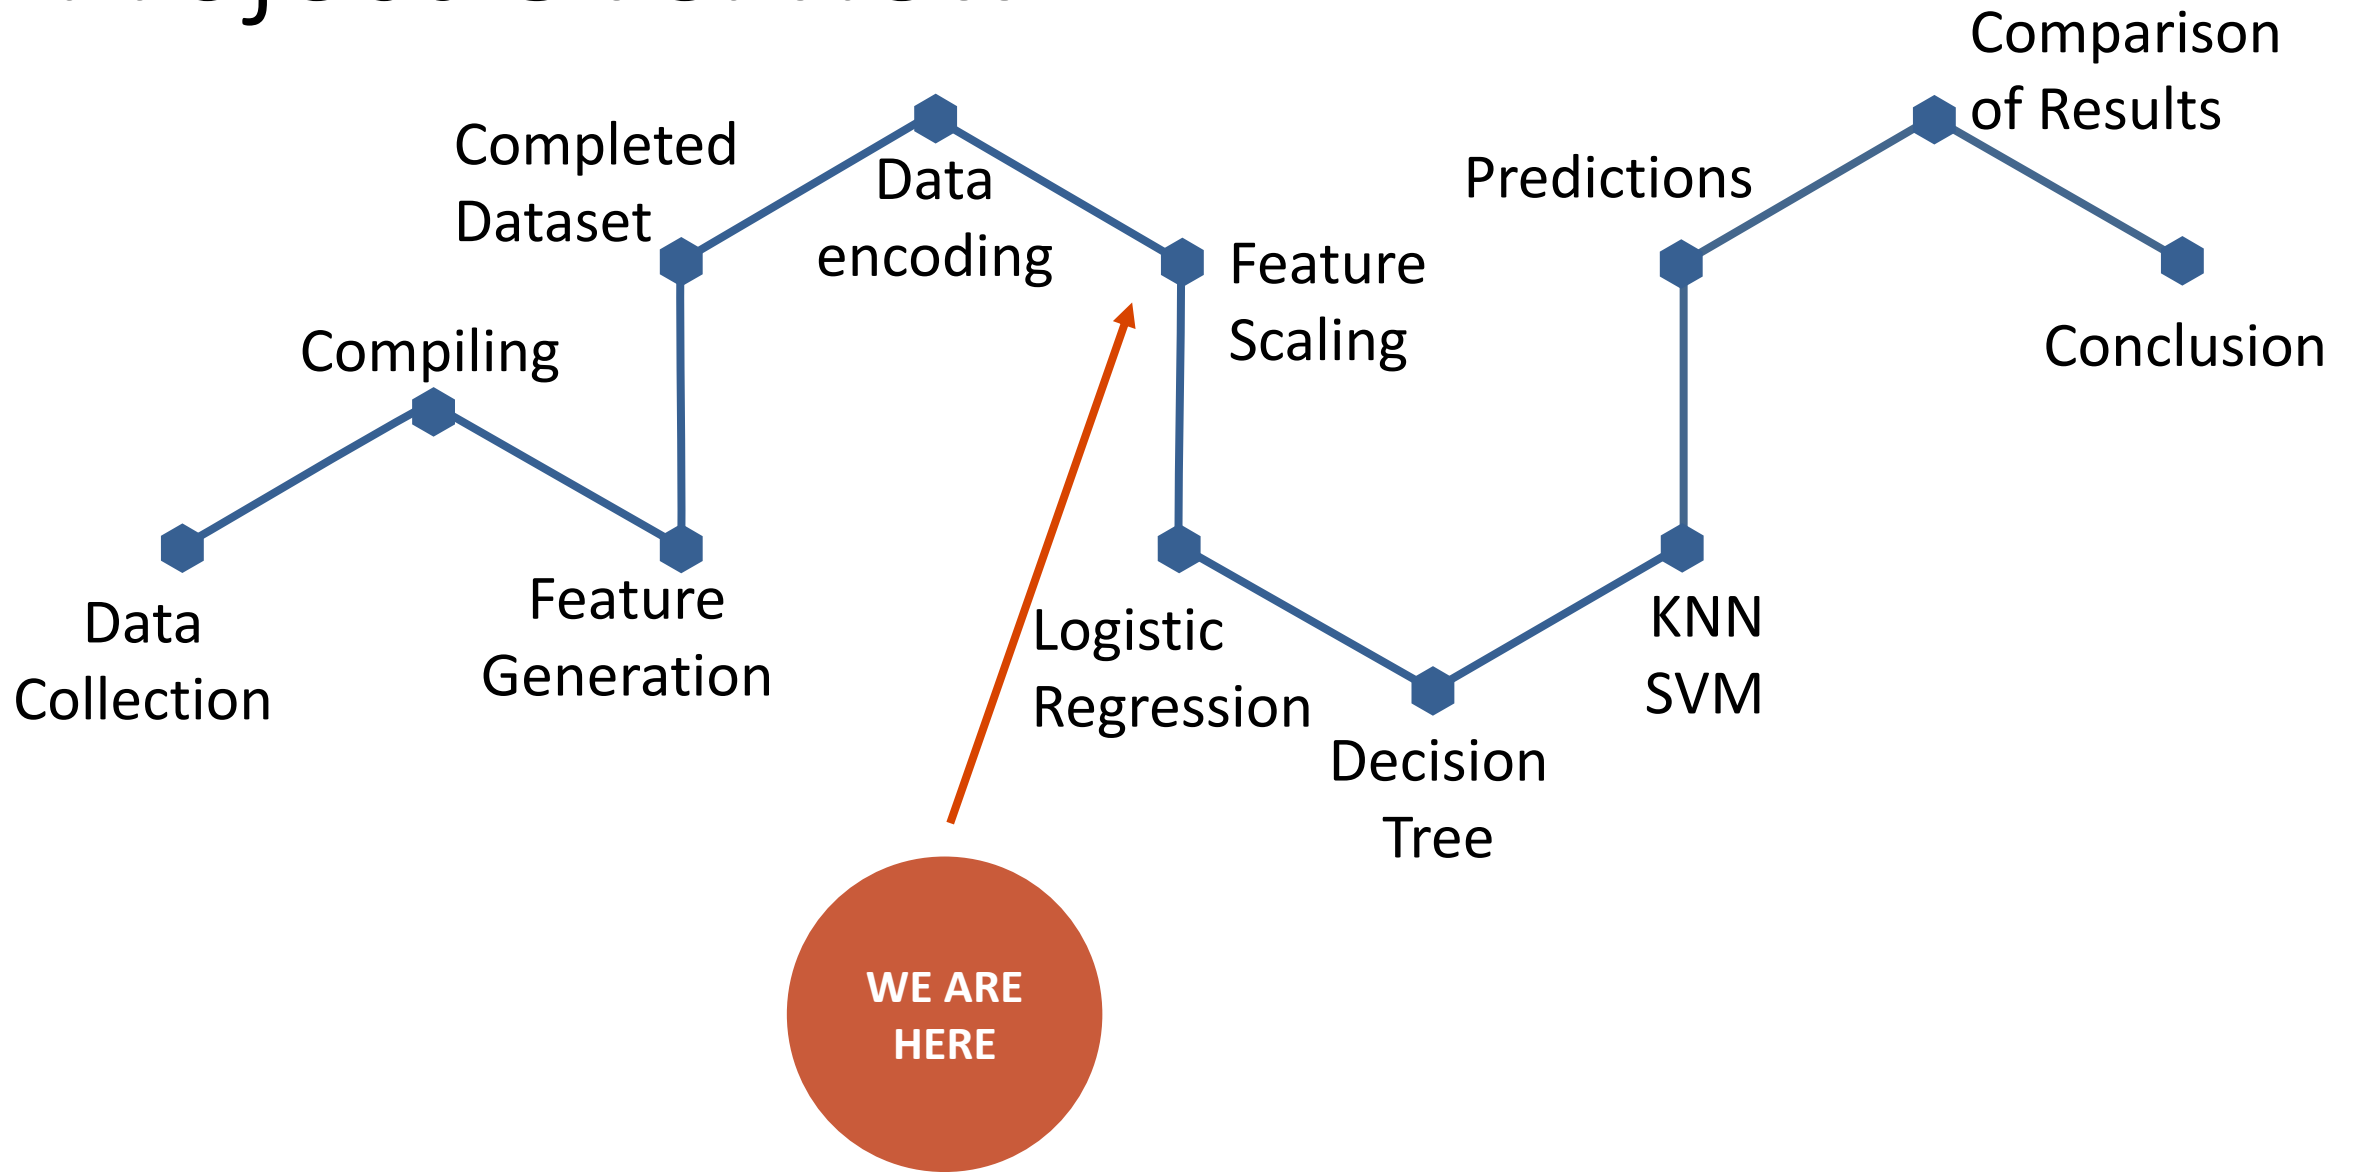 Comparison
of Results
Completed
Dataset
Data
encoding
Predictions
Feature
Scaling
Compiling
Conclusion
Data
Collection
Feature
Generation
Logistic
Regression
KNN
SVM
Decision
Tree
WE ARE
HERE